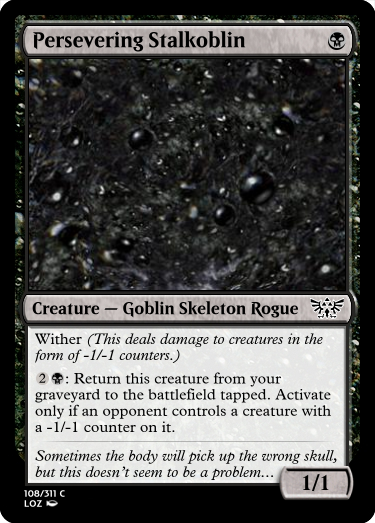 Persevering Stalkoblin
Creature — Goblin Skeleton Rogue
Wither (This deals damage to creatures in the
form of -1/-1 counters.)
2 : Return this creature from your
graveyard to the battlefield tapped. Activate
only if an opponent controls a creature with
a -1/-1 counter on it.
Sometimes the body will pick up the wrong skull,
but this doesn't seem to be a problem...
1/1
108/311 C
LOZ